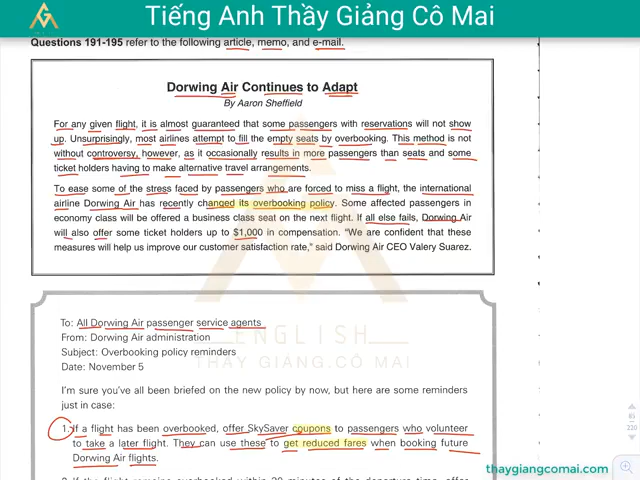 Tiếng Anh Thầy Giảng Cô Mai
Questions 191-195 refer to the following article, memo, and e-mail.
Dorwing Air Continues to Adapt
By Aaron Sheffield
For any given flight, it is almost guaranteed that some passengers with reservations will not show
up. Unsurprisingly, most airlines attempt to fill the empty seats by overbooking. This method is not
without controversy, however, as it occasionally results in more passengers than seats and some
ticket holders having to make alternative travel arrangements.
To ease some of the stress faced by passengers who are forced to miss a flight, the international
airline Dorwing Air has recently changed its overbooking policy. Some affected passengers in
economy class will be offered a business class seat on the next flight. If all else fails, Dorwing Air
will also offer some ticket holders up to $1,000 in compensation. “We are confident that these
measures will help us improve our customer satisfaction rate,” said Dorwing Air CEO Valery Suarez.
To: All Dorwing Air passenger service agents
From: Dorwing Air administration
Subject: Overbooking policy reminders
Date: November 5
ENGLISH
THẦY GIẢNG.CÔ MAI
I'm sure you've all been briefed on the new policy by now, but here are some reminders
just in case:
1. If a flight has been overbooked, offer SkySaver coupons to passengers who volunteer
to take a later flight. They can use these to get reduced fares when booking future
Dorwing Air flights.
65
220
thaygiangcomai.com